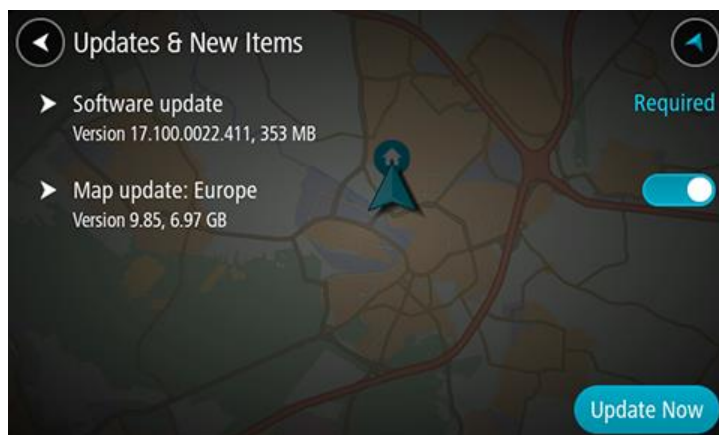 Updates & New Items
Software update
Required
Version 17.100.0022.411, 353 MB
Map update: Europe
Version 9.85, 6.97 GB
Update Now